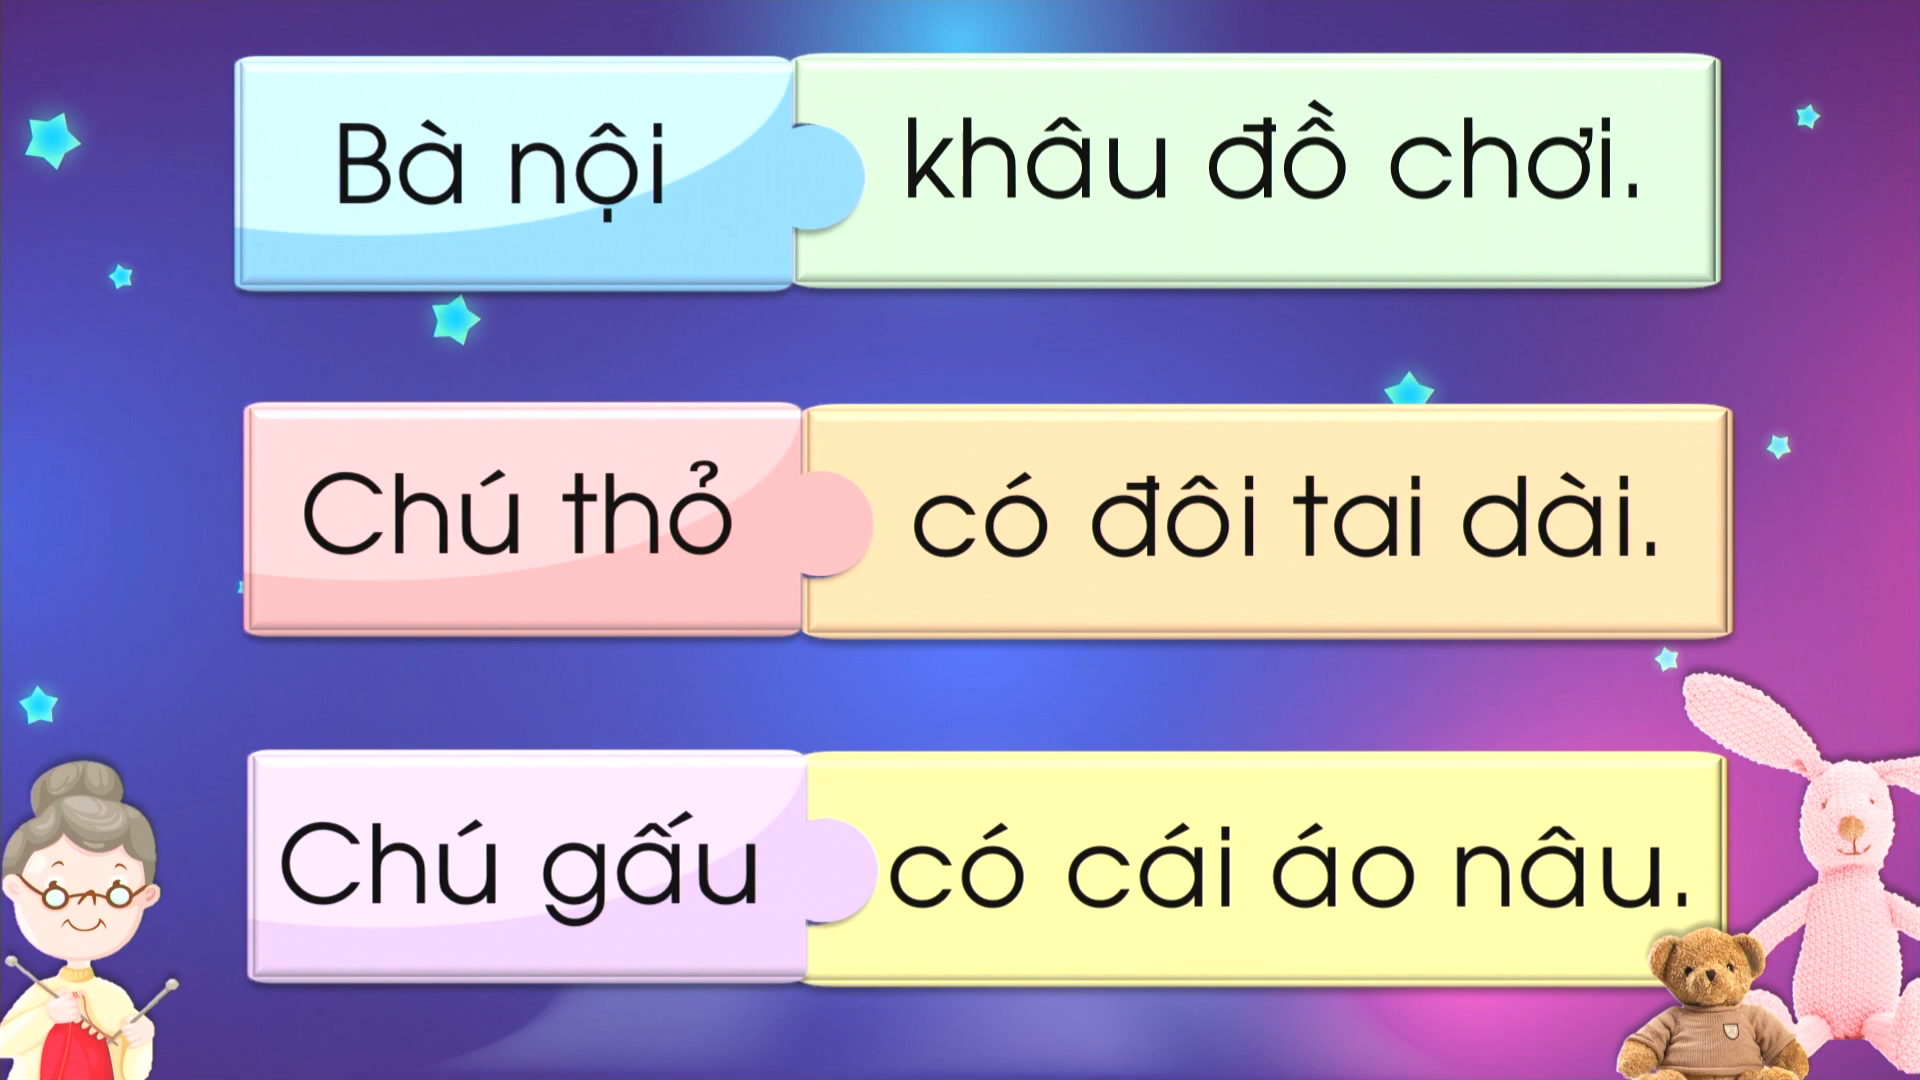 Bà nội khâu đồ chơi.
Chú thỏ có đôi tai dài.
Chú gấu có cái áo nâu.